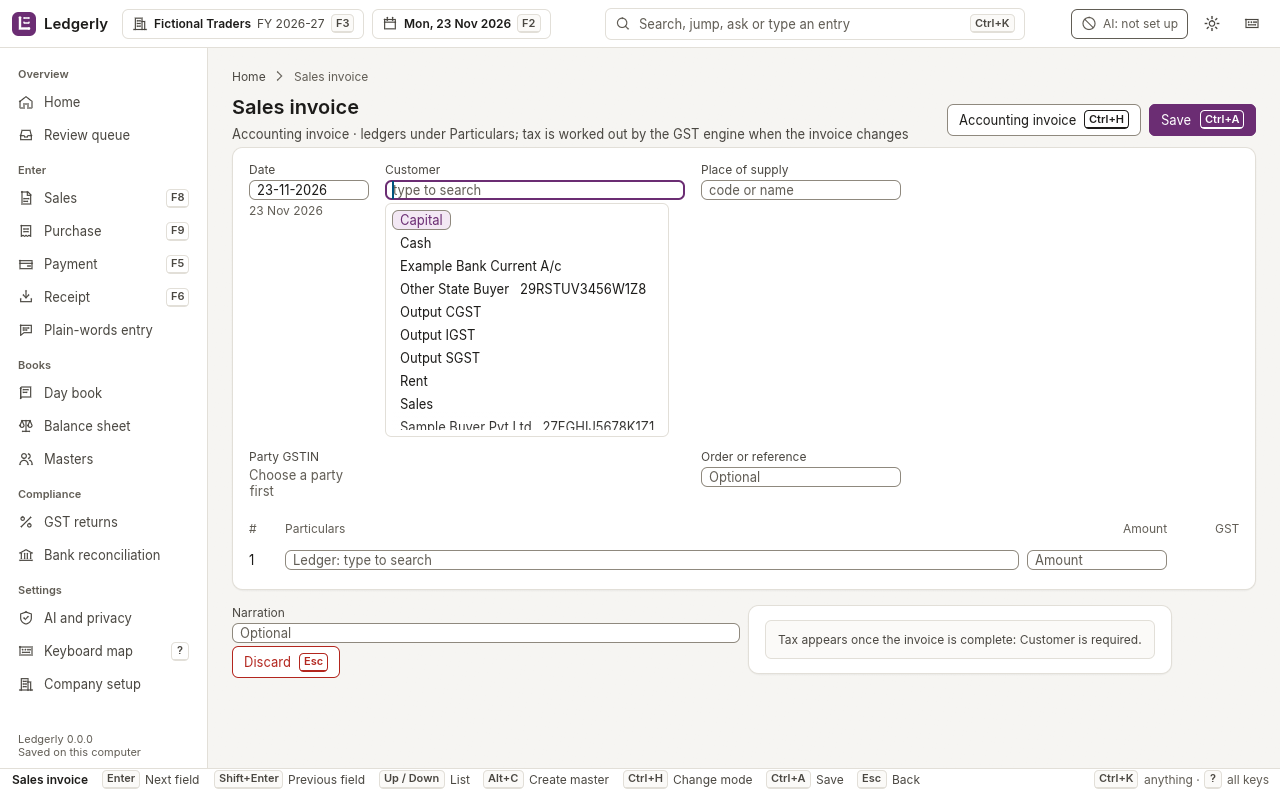 Ledgerly
Fictional Traders FY 2026-27 F3
Mon, 23 Nov 2026 F2
Search, jump, ask or type an entry Ctrl+K
AI: not set up
Overview
Home
Review queue
Enter
Sales F8
Purchase F9
Payment F5
Receipt F6
Plain-words entry
Books
Day book
Balance sheet
Masters
Compliance
GST returns
Bank reconciliation
Settings
AI and privacy
Keyboard map ?
Company setup
Ledgerly 0.0.0
Saved on this computer
Home Sales invoice
Sales invoice
Accounting invoice · ledgers under Particulars; tax is worked out by the GST engine when the invoice changes
Accounting invoice Ctrl+H
Save Ctrl+A
Date Customer Place of supply
23-11-2026 type to search code or name
23 Nov 2026
Capital
Cash
Example Bank Current A/c
Other State Buyer 29RSTUV3456W1Z8
Output CGST
Output IGST
Output SGST
Rent
Sales
Sample Buyer Pvt Ltd 27FGHIJ5678K1Z1
Party GSTIN Order or reference
Choose a party Optional
first
# Particulars Amount GST
1 Ledger: type to search Amount
Narration
Optional
Discard Esc
Tax appears once the invoice is complete: Customer is required.
Sales invoice Enter Next field Shift+Enter Previous field Up / Down List Alt+C Create master Ctrl+H Change mode Ctrl+A Save Esc Back Ctrl+K anything · ? all keys